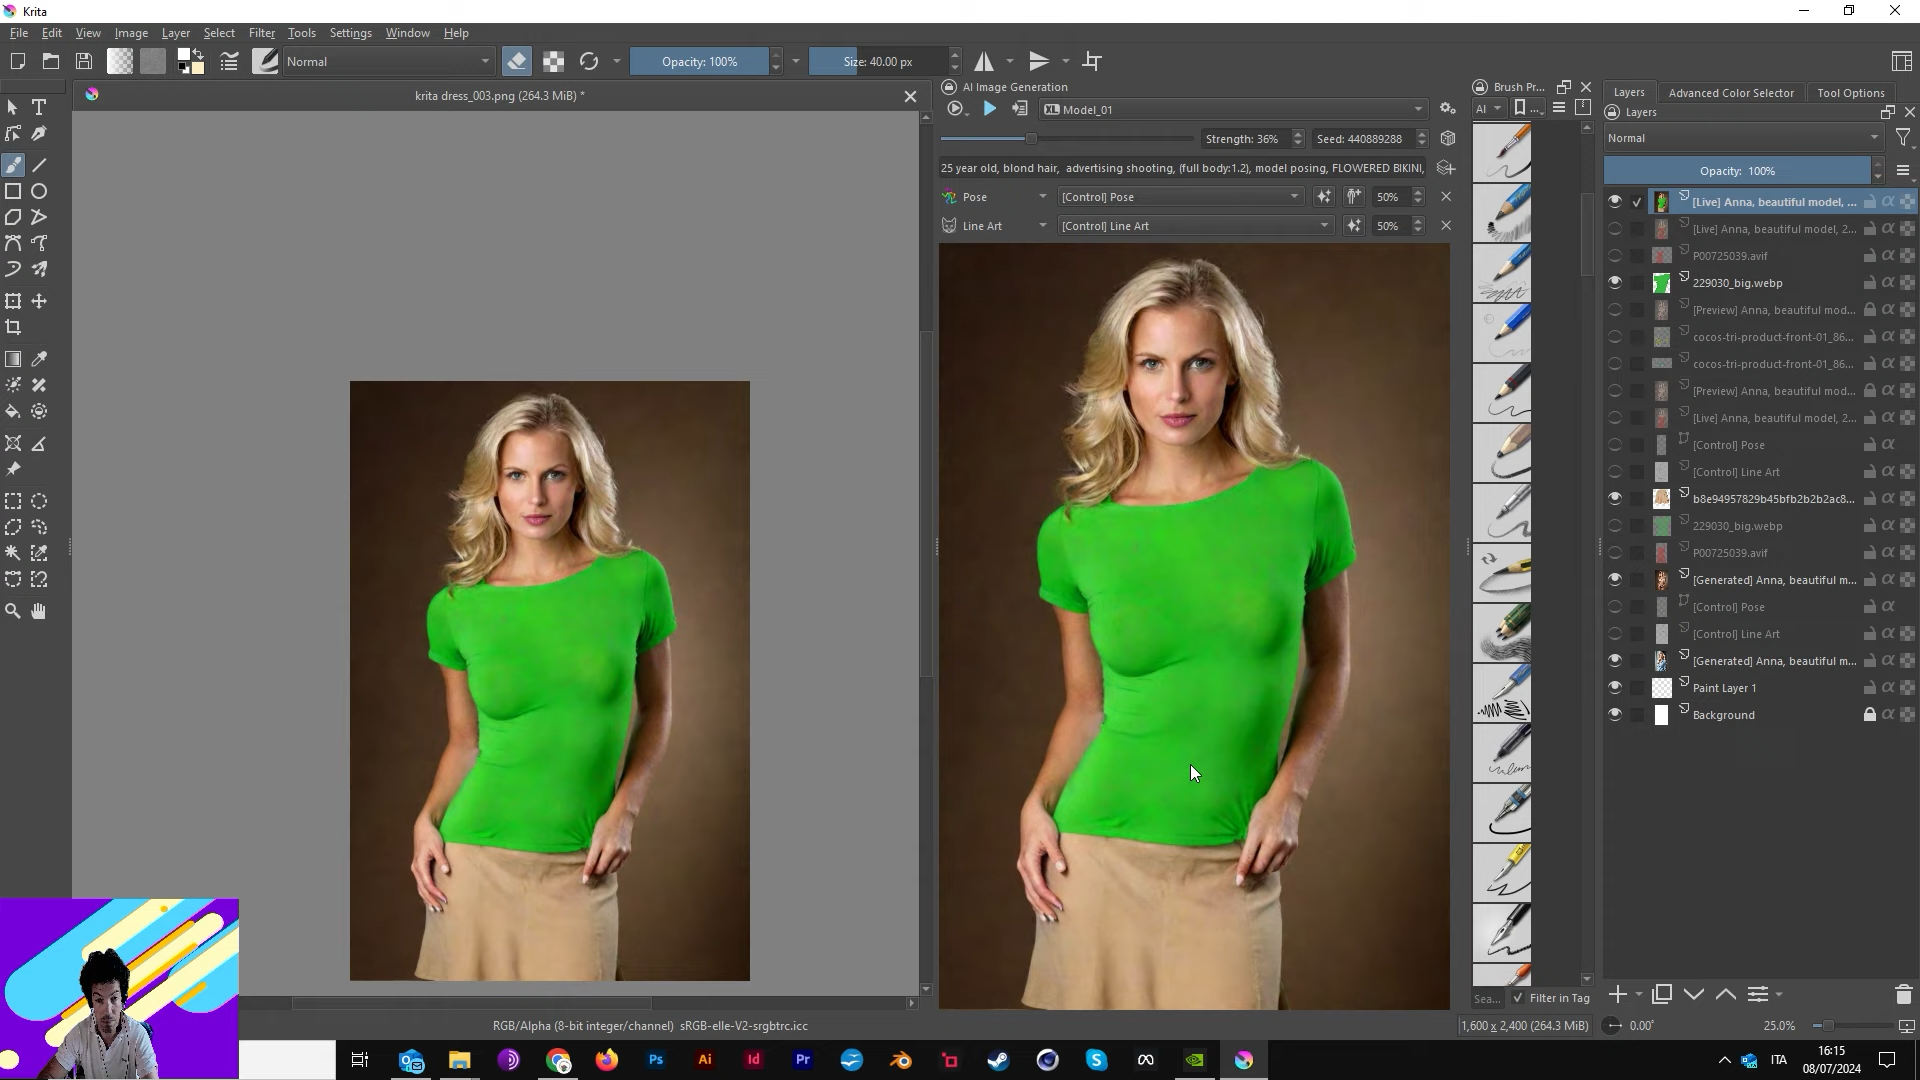 Krita
File Edit View Image Layer Select Filter Tools Settings Window Help
Normal
Opacity: 100%
Size: 40.00 px
krita dress_003.png (264.3 MiB) *
AI Image Generation
XL Model_01
Strength: 36%
Seed: 440889288
25 year old, blond hair, advertising shooting, (full body:1.2), model posing, FLOWERED BIKINI,
Pose
[Control] Pose
50%
Line Art
[Control] Line Art
50%
Brush Pr...
AI
...
Sea...
Filter in Tag
Layers
Advanced Color Selector
Tool Options
Layers
Normal
Opacity: 100%
[Live] Anna, beautiful model, ...
[Live] Anna, beautiful model, 2...
P00725039.avif
229030_big.webp
[Preview] Anna, beautiful mod...
cocos-tri-product-front-01_86...
cocos-tri-product-front-01_86...
[Preview] Anna, beautiful mod...
[Live] Anna, beautiful model, 2...
[Control] Pose
[Control] Line Art
b8e94957829b45bfb2b2b2ac8...
229030_big.webp
P00725039.avif
[Generated] Anna, beautiful m...
[Control] Pose
[Control] Line Art
[Generated] Anna, beautiful m...
Paint Layer 1
Background
RGB/Alpha (8-bit integer/channel) sRGB-elle-V2-srgbtrc.icc
1,600 x 2,400 (264.3 MiB)
0.00°
25.0%
Ps
Ai
Id
Pr
ITA
16:15
08/07/2024